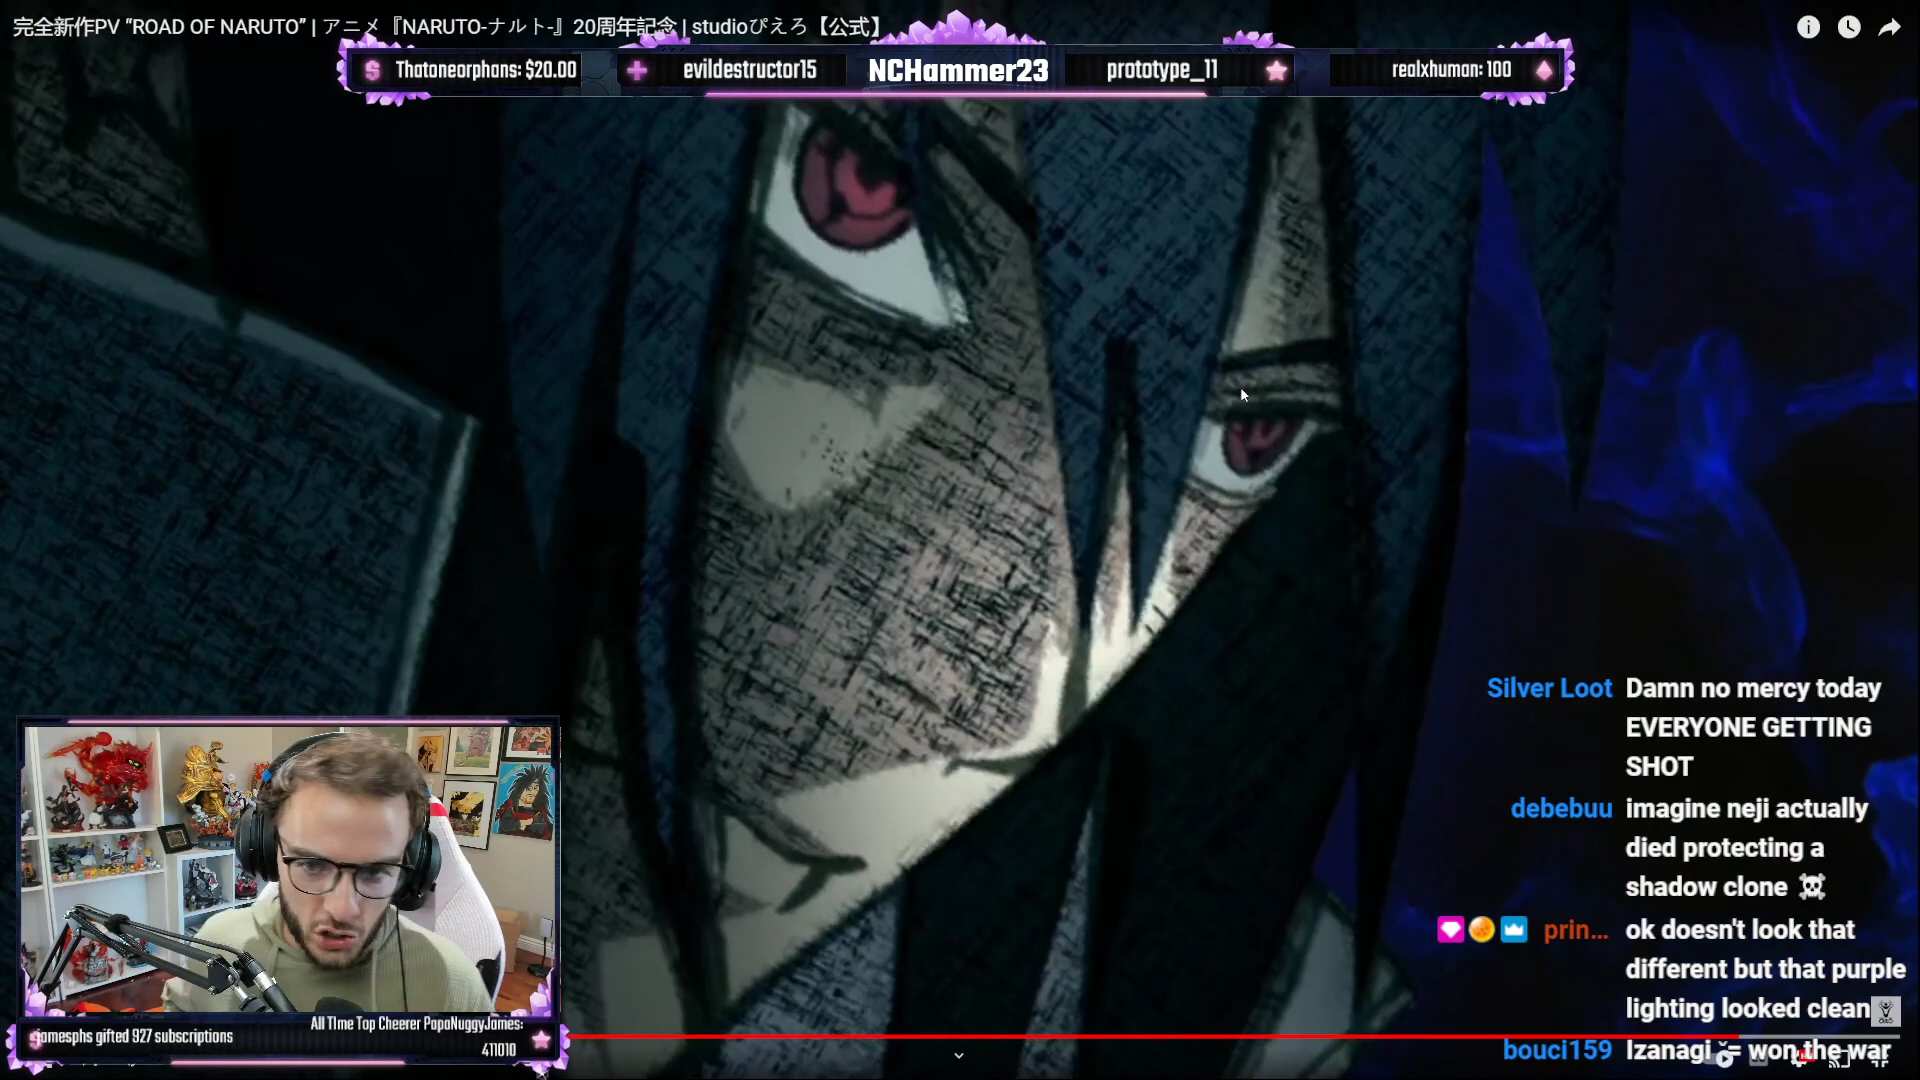 完全新作PV “ROAD OF NARUTO” | アニメ『NARUTO-ナルト-』20周年記念 | studioぴえろ【公式】
Thatoneorphans: $20.00
evildestructor15
NCHammer23
prototype_11
realxhuman: 100
Silver Loot Damn no mercy today
EVERYONE GETTING
SHOT
debebuu imagine neji actually
died protecting a
shadow clone
prin... ok doesn't look that
different but that purple
lighting looked clean
bouci159 Izanagi = won the war
All TIme Top Cheerer PapaNuggyJames:
jamesphs gifted 927 subscriptions
411010